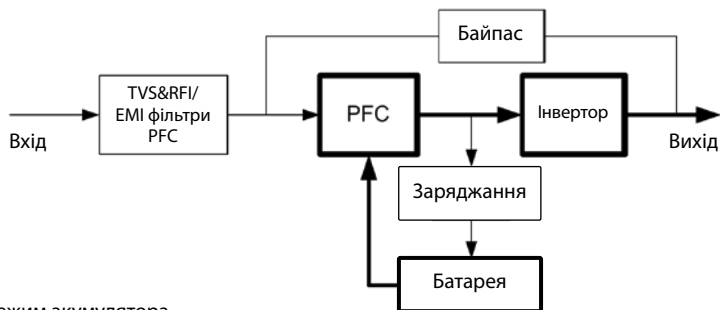 Байпас
TVS&RFI/
EMI фільтри
PFC
PFC
Інвертор
Вхід
Вихід
Заряджання
Батарея